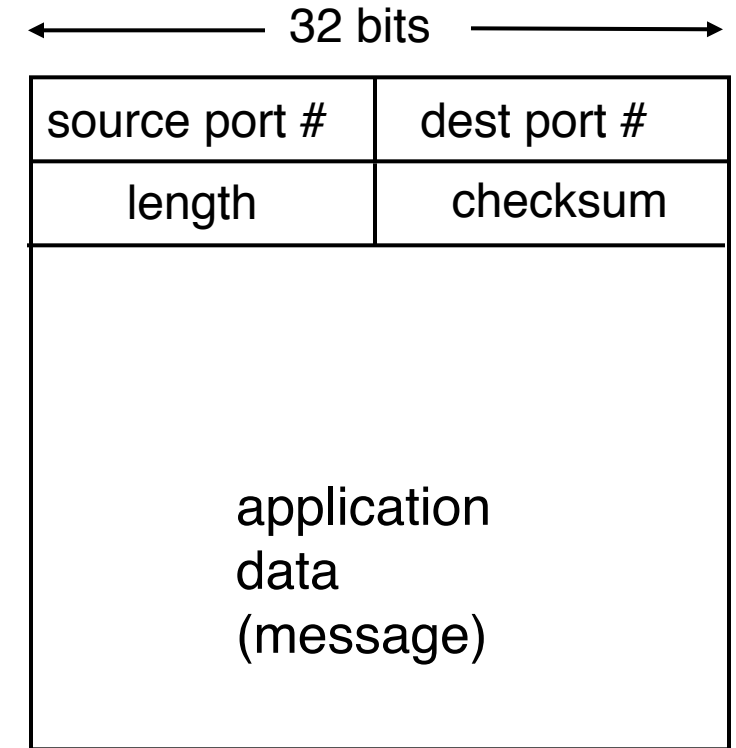 32 bits
source port #
dest port #
length
checksum
application
data
(message)